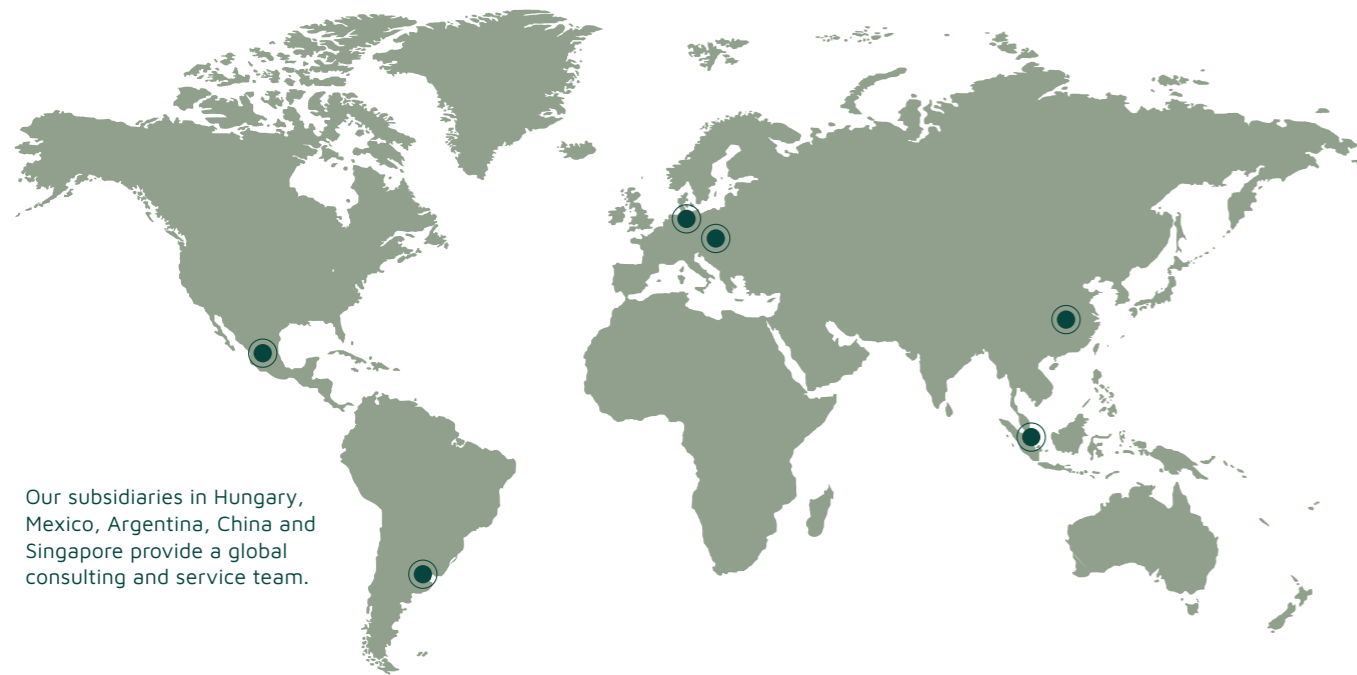 Our subsidiaries in Hungary,
Mexico, Argentina, China and
Singapore provide a global
consulting and service team.